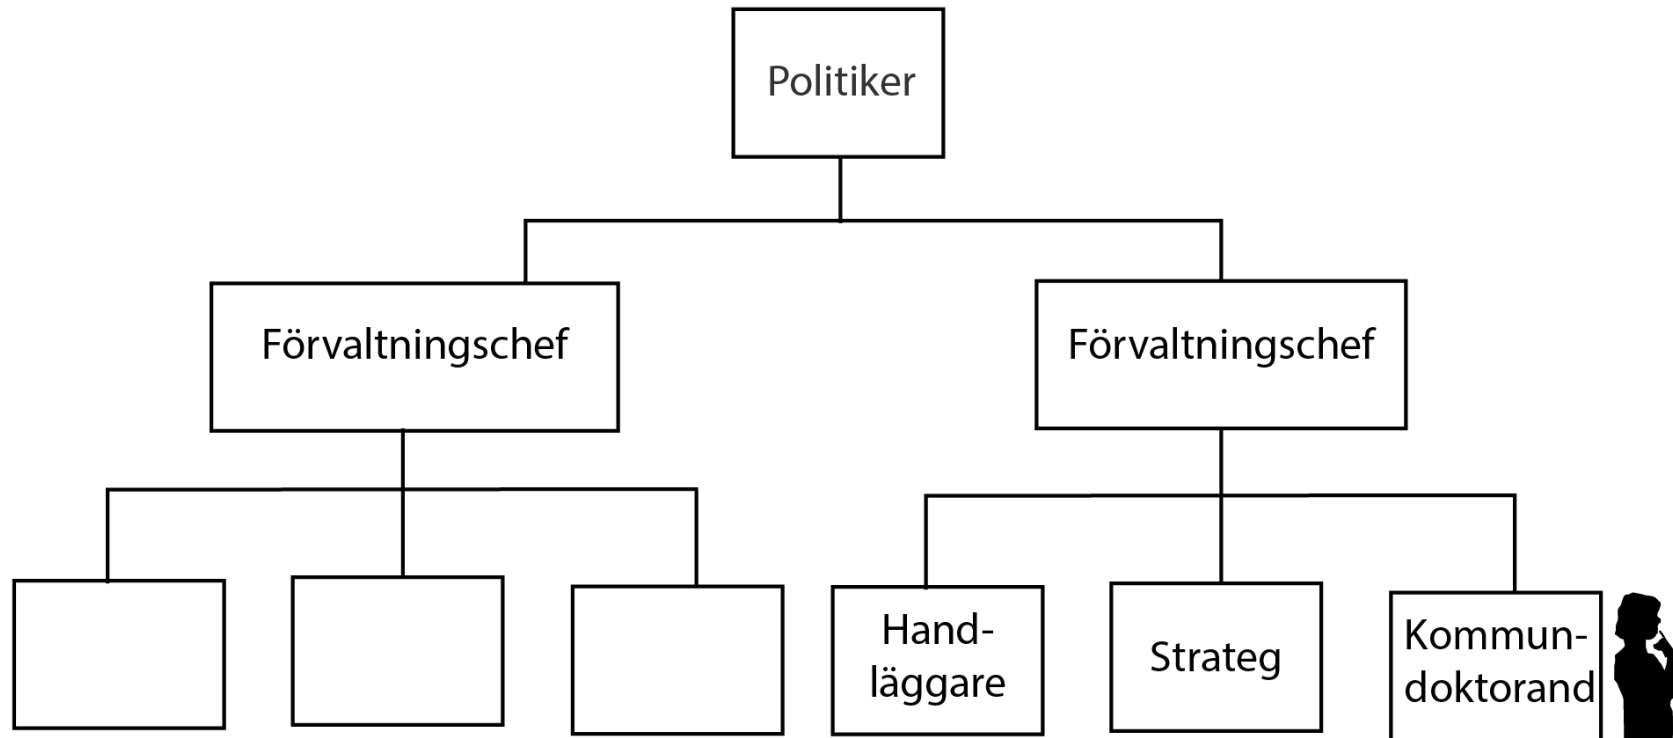 Politiker
Förvaltningschef
Förvaltningschef
Hand-
läggare
Strateg
Kommun-
doktorand